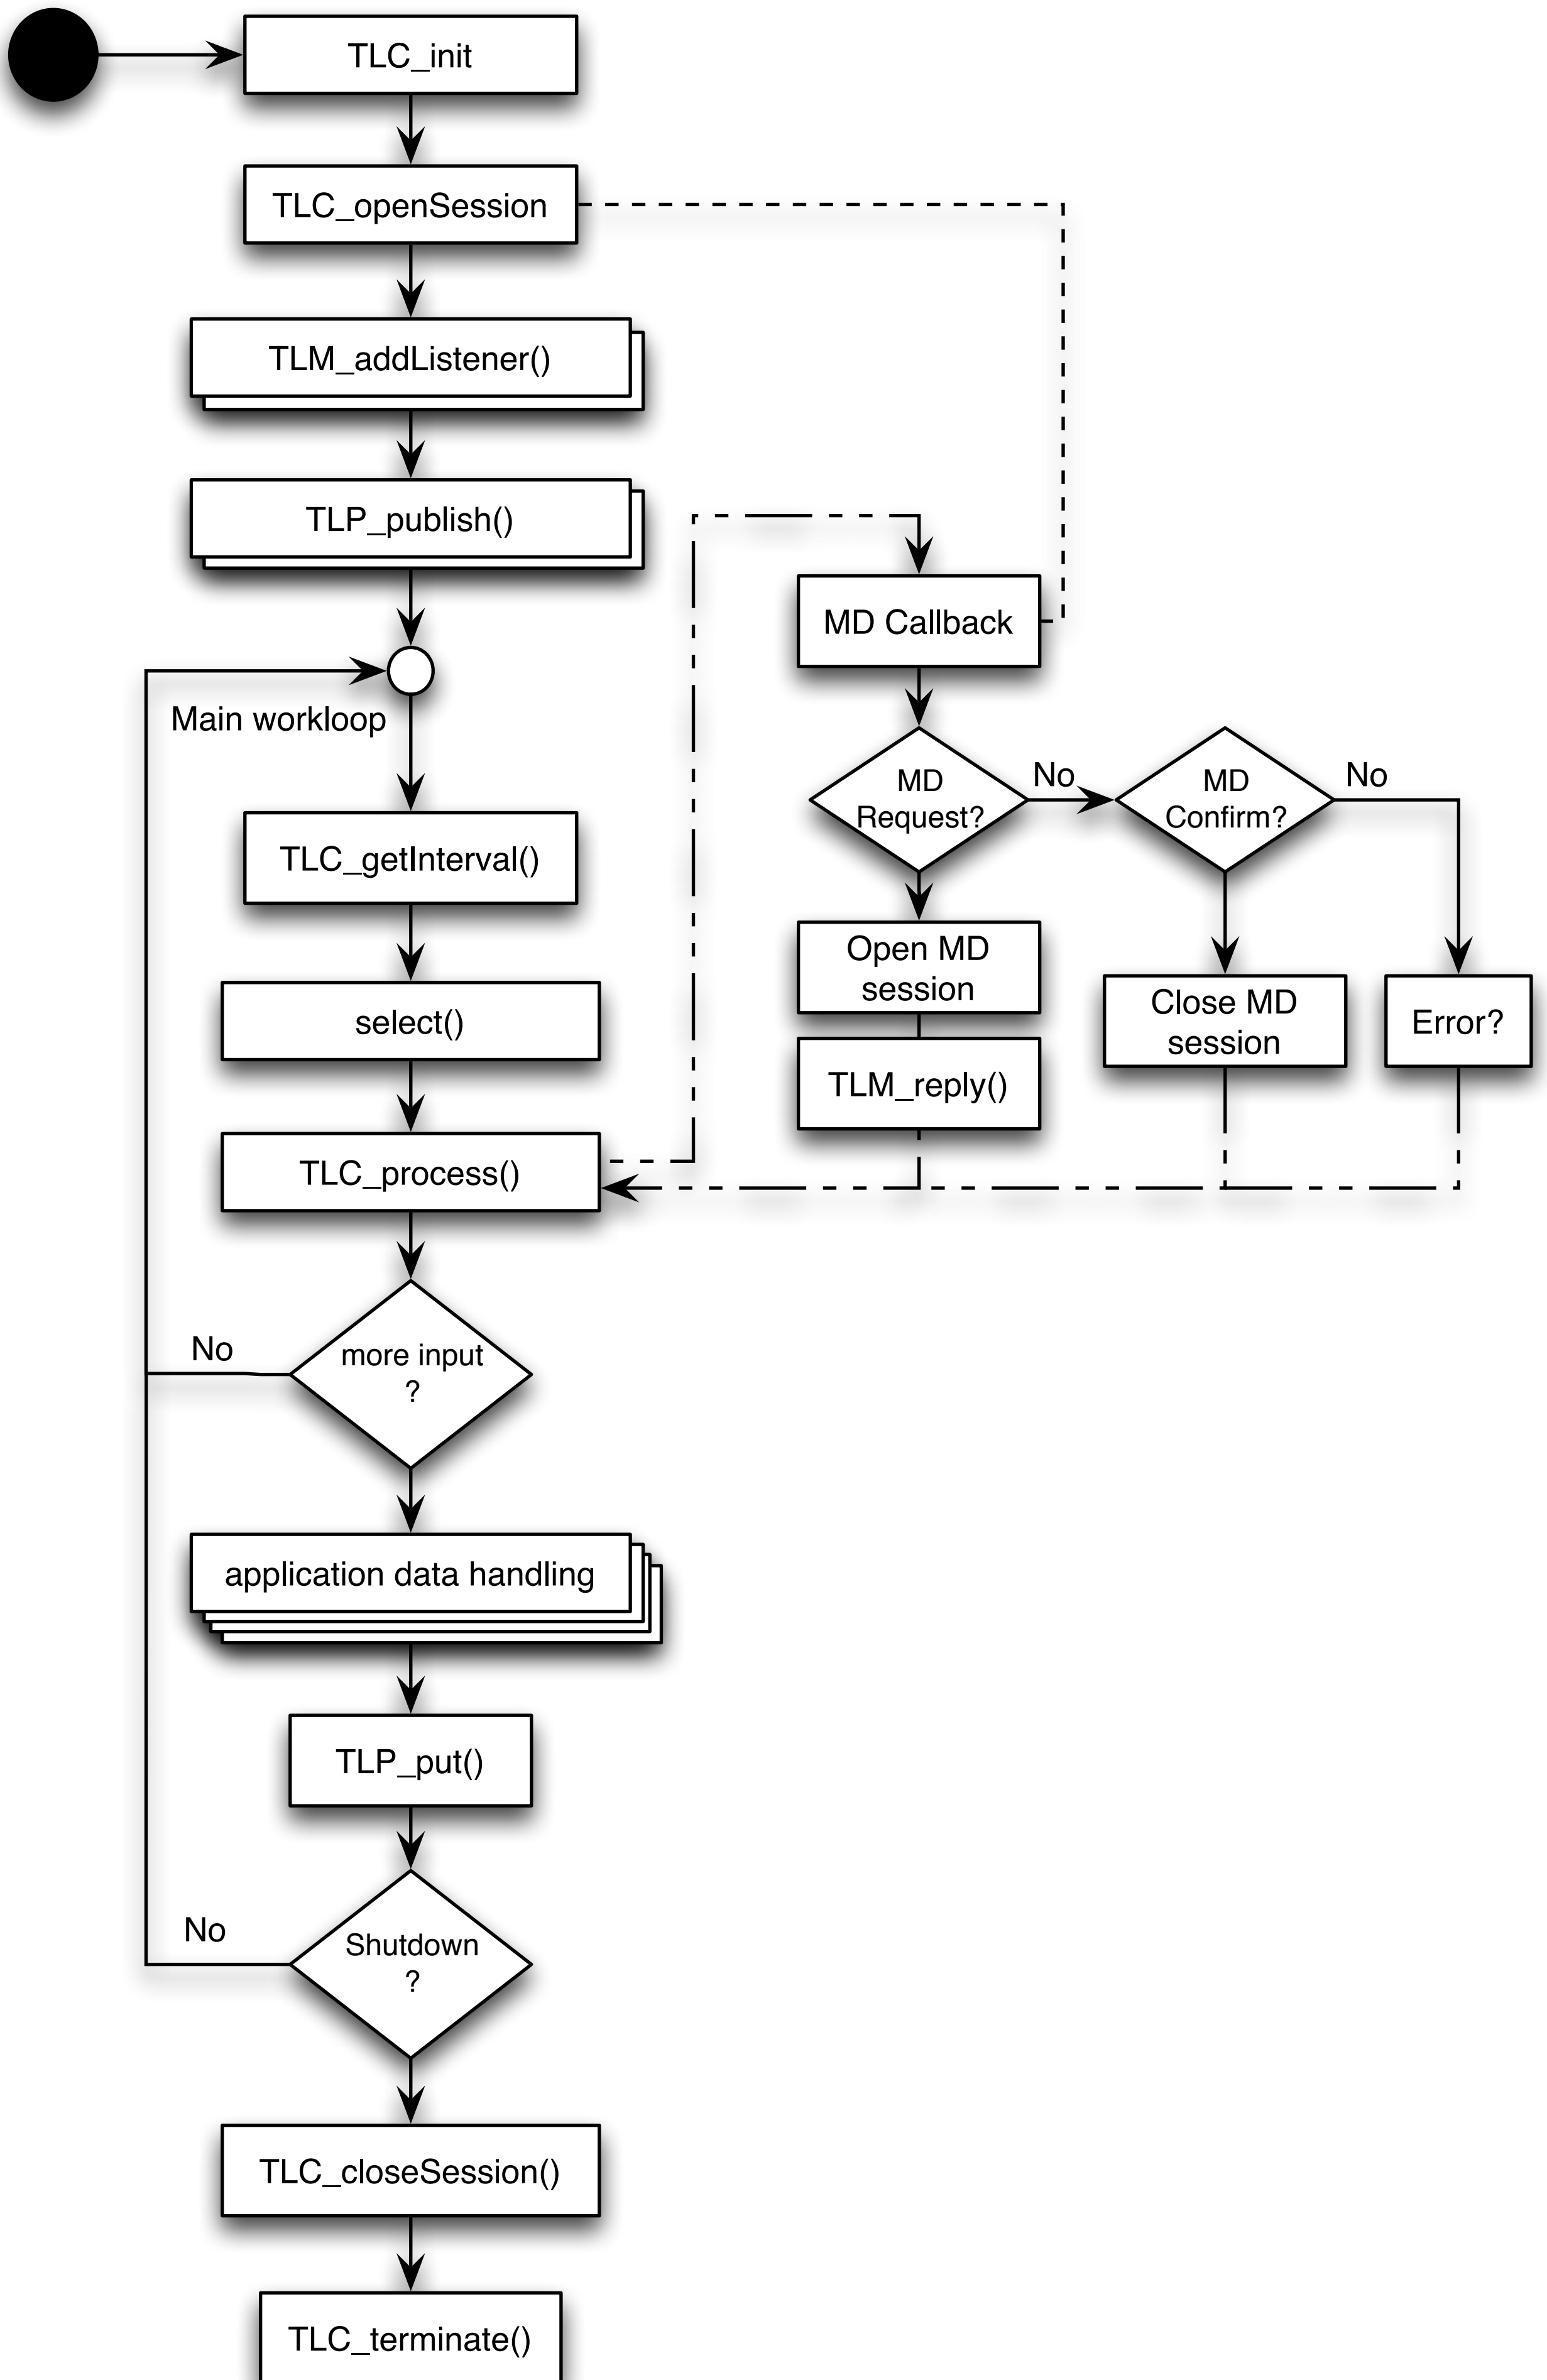 TLC_init
TLC_openSession
TLM_addListener()
TLP_publish()
Main workloop
TLC_getInterval()
select()
TLC_process()
more input
?
No
application data handling
TLP_put()
Shutdown
?
No
TLC_closeSession()
TLC_terminate()
MD Callback
MD
Request?
No
MD
Confirm?
No
Open MD
session
TLM_reply()
Close MD
session
Error?